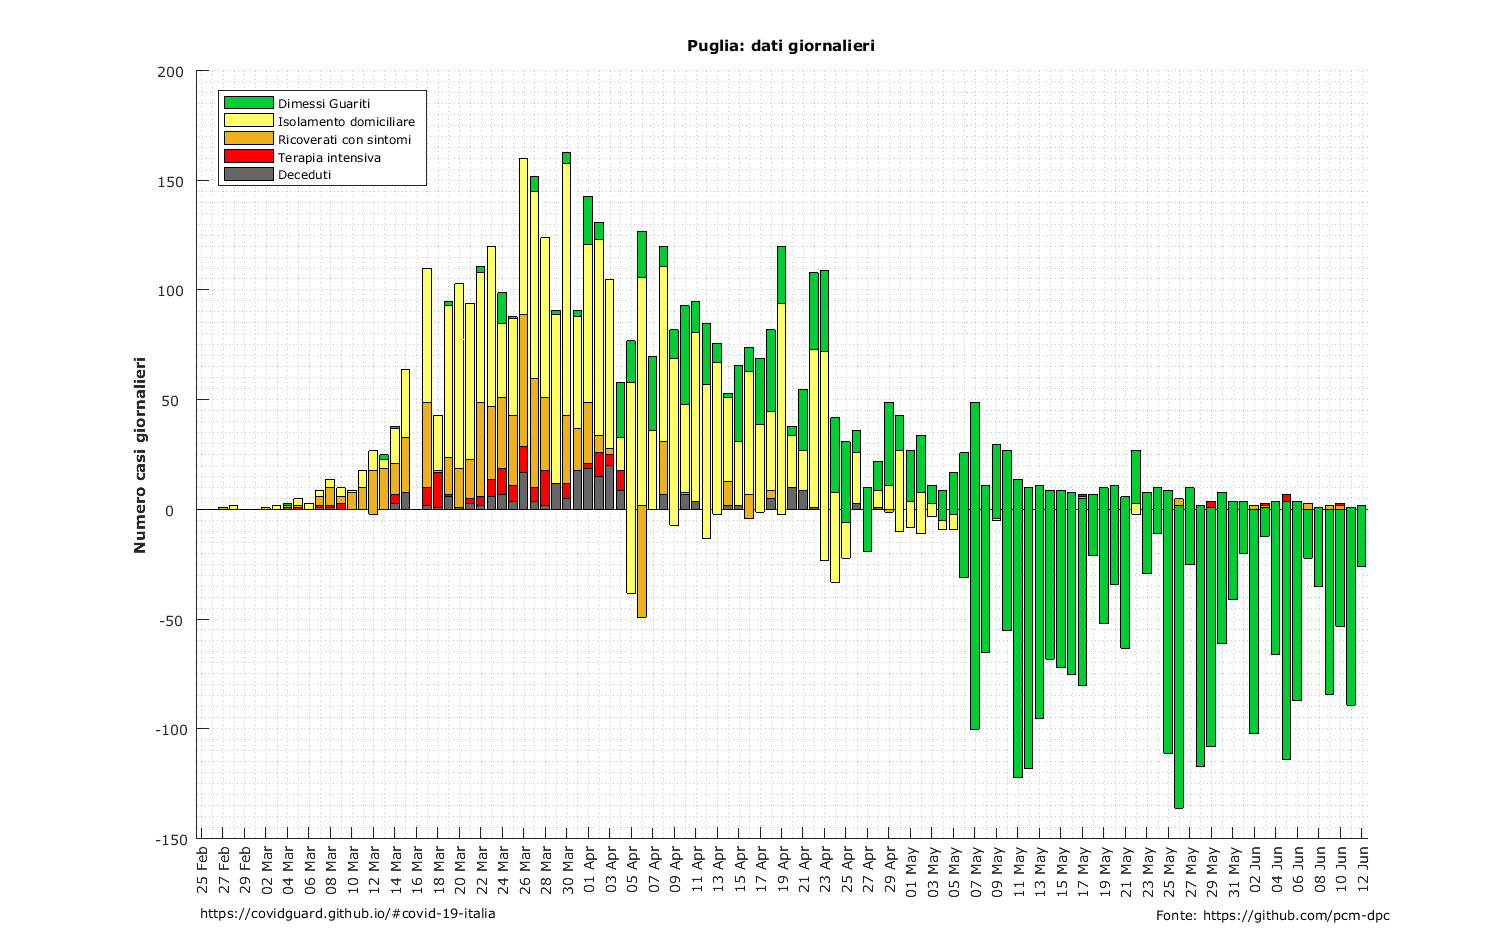 Puglia: dati giornalieri
200
150
100
50
0
-50
-100
-150
Numero casi giornalieri
Dimessi Guariti
Isolamento domiciliare
Ricoverati con sintomi
Terapia intensiva
Deceduti
25 Feb
27 Feb
29 Feb
02 Mar
04 Mar
06 Mar
08 Mar
10 Mar
12 Mar
14 Mar
16 Mar
18 Mar
20 Mar
22 Mar
24 Mar
26 Mar
28 Mar
30 Mar
01 Apr
03 Apr
05 Apr
07 Apr
09 Apr
11 Apr
13 Apr
15 Apr
17 Apr
19 Apr
21 Apr
23 Apr
25 Apr
27 Apr
29 Apr
01 May
03 May
05 May
07 May
09 May
11 May
13 May
15 May
17 May
19 May
21 May
23 May
25 May
27 May
29 May
31 May
02 Jun
04 Jun
06 Jun
08 Jun
10 Jun
12 Jun
https://covidguard.github.io/#covid-19-italia
Fonte: https://github.com/pcm-dpc